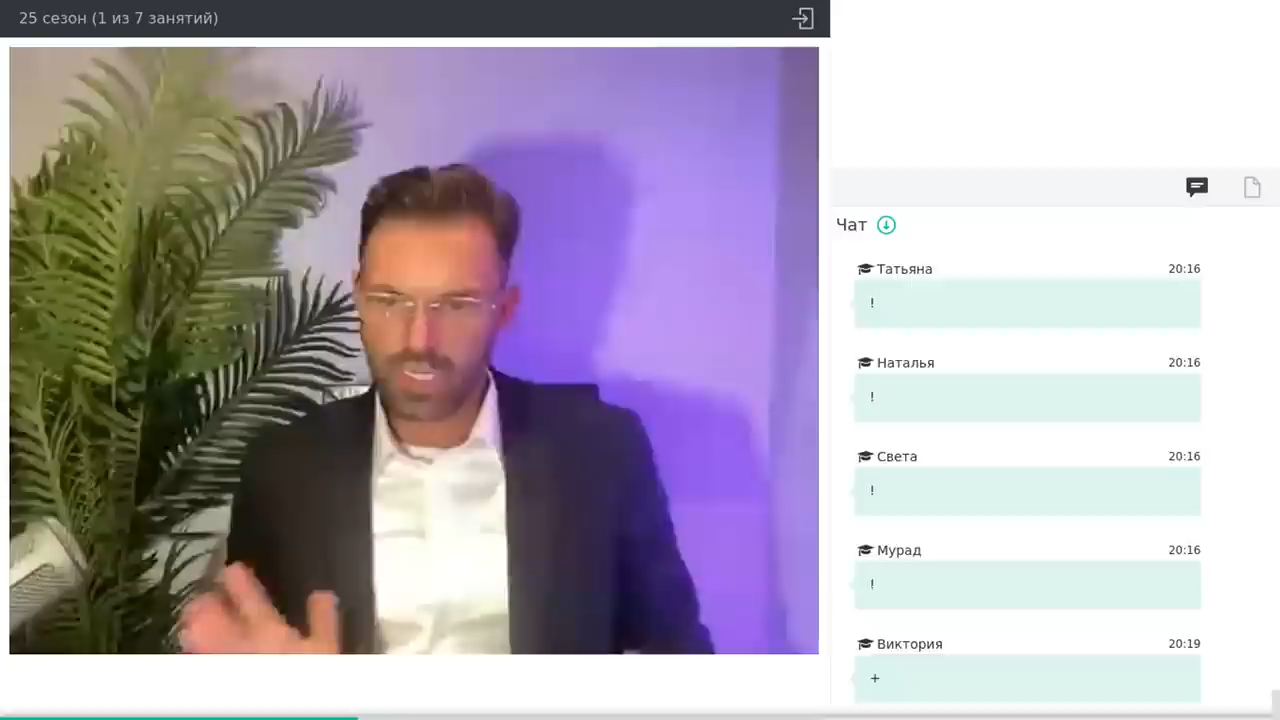 25 сезон (1 из 7 занятий)
Чат
Татьяна 20:16
!
Наталья 20:16
!
Света 20:16
!
Мурад 20:16
!
Виктория 20:19
+